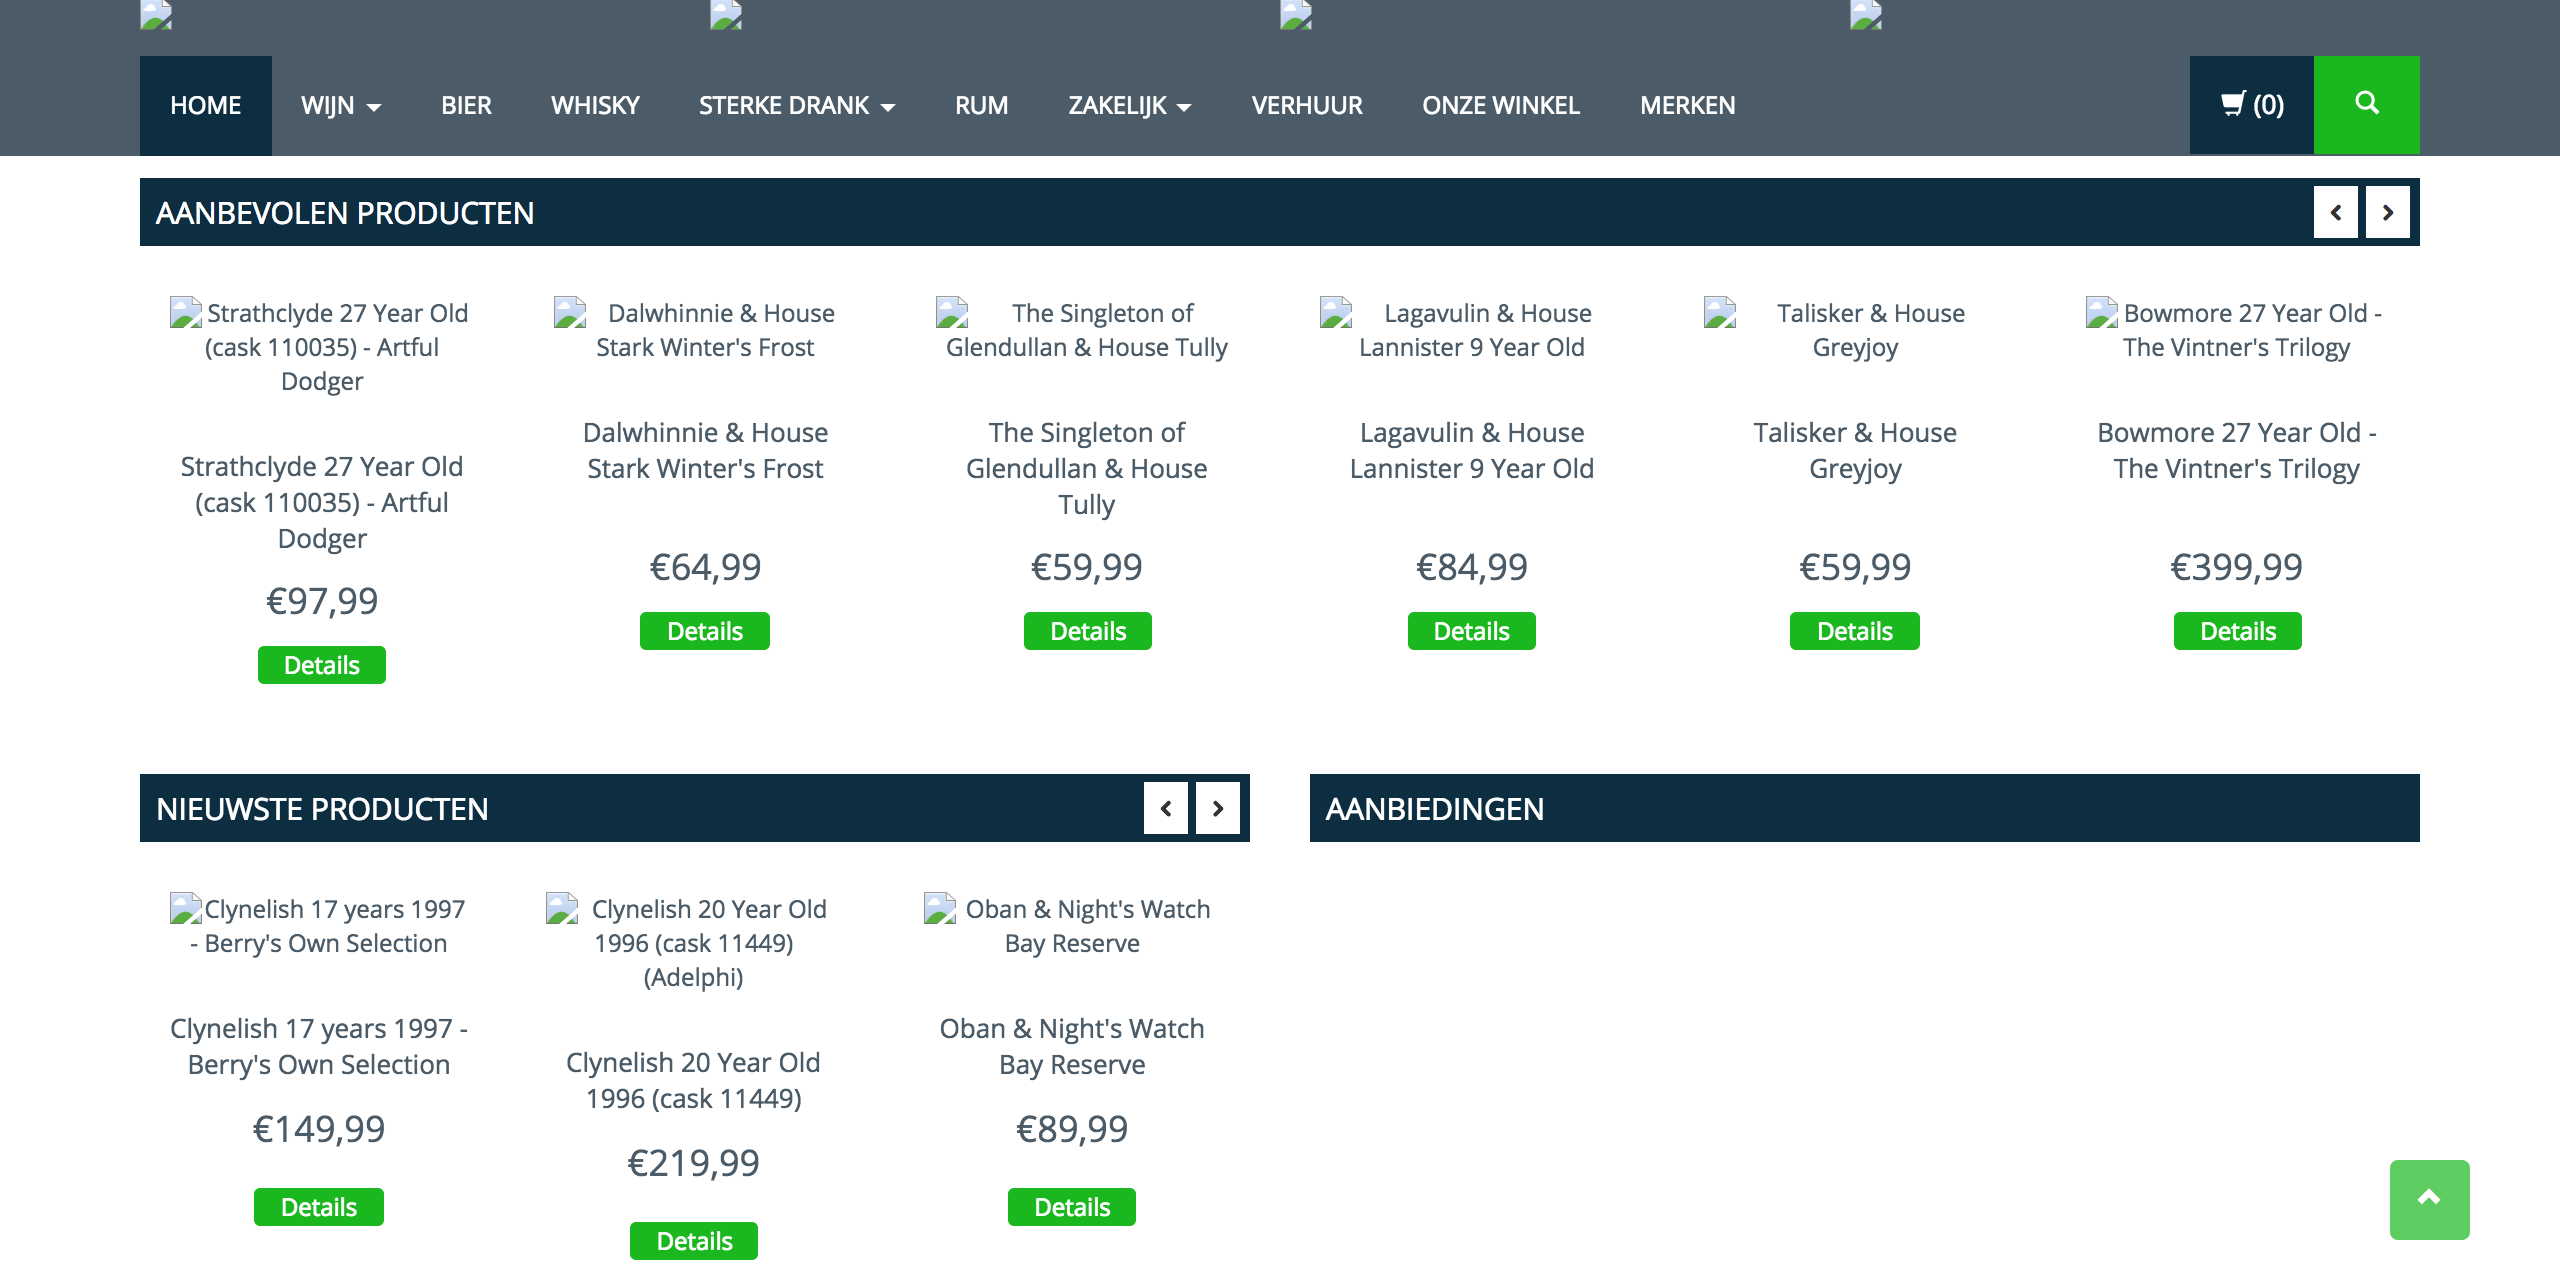 HOME WIJN BIER WHISKY STERKE DRANK RUM ZAKELIJK VERHUUR ONZE WINKEL MERKEN (0)
AANBEVOLEN PRODUCTEN
Strathclyde 27 Year Old
(cask 110035) - Artful
Dodger
Strathclyde 27 Year Old
(cask 110035) - Artful
Dodger
€97,99
Details
Dalwhinnie & House
Stark Winter's Frost
Dalwhinnie & House
Stark Winter's Frost
€64,99
Details
The Singleton of
Glendullan & House Tully
The Singleton of
Glendullan & House
Tully
€59,99
Details
Lagavulin & House
Lannister 9 Year Old
Lagavulin & House
Lannister 9 Year Old
€84,99
Details
Talisker & House
Greyjoy
Talisker & House
Greyjoy
€59,99
Details
Bowmore 27 Year Old -
The Vintner's Trilogy
Bowmore 27 Year Old -
The Vintner's Trilogy
€399,99
Details
NIEUWSTE PRODUCTEN
Clynelish 17 years 1997
- Berry's Own Selection
Clynelish 17 years 1997 -
Berry's Own Selection
€149,99
Details
Clynelish 20 Year Old
1996 (cask 11449)
(Adelphi)
Clynelish 20 Year Old
1996 (cask 11449)
€219,99
Details
Oban & Night's Watch
Bay Reserve
Oban & Night's Watch
Bay Reserve
€89,99
Details
AANBIEDINGEN